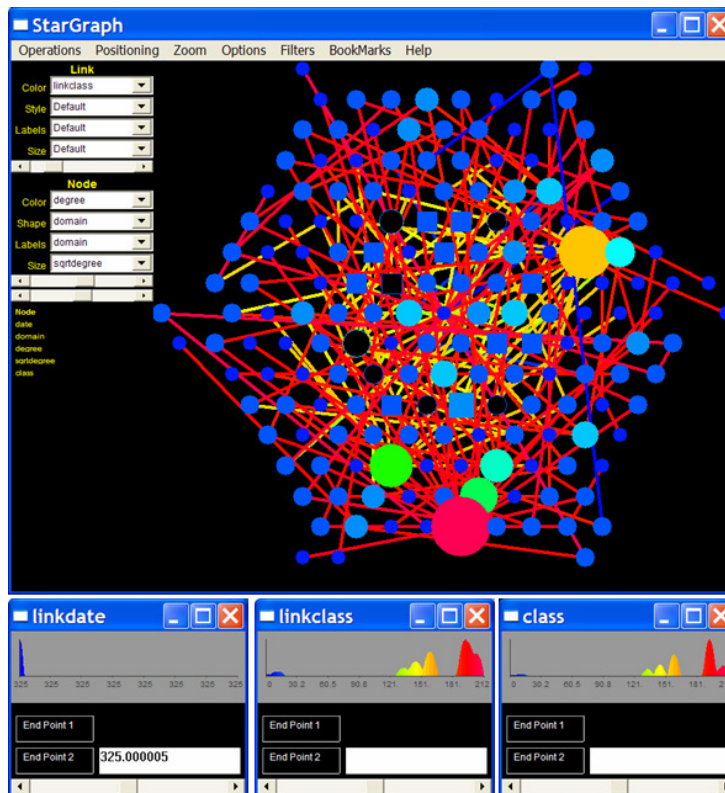 StarGraph
Operations Positioning Zoom Options Filters BookMarks Help
Link
Color linkclass
Style Default
Labels Default
Size Default
Node
Color degree
Shape domain
Labels domain
Size sqrtdegree
Node
date
domain
degree
sqrtdegree
class
linkdate
325 325 325 325 325 325 325 325
End Point 1
End Point 2 325.000005
linkclass
0 30.2 60.5 90.8 121. 151. 181. 212
End Point 1
End Point 2
class
0 30.2 60.5 90.8 121. 151. 181.
End Point 1
End Point 2